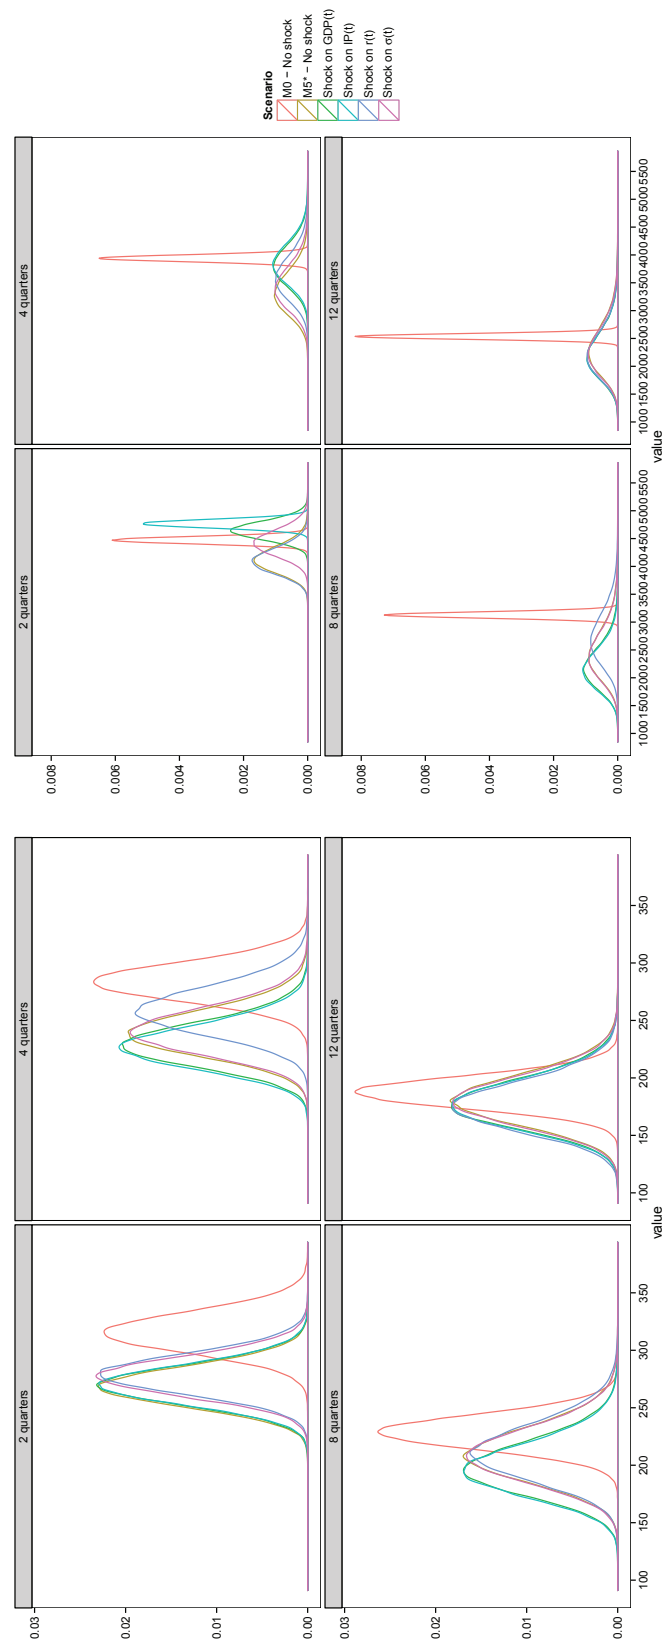 2 quarters
4 quarters
0.03
0.02
0.01
0.00
8 quarters
12 quarters
0.03
0.02
0.01
0.00
100 150 200 250 300 350
100 150 200 250 300 350
value
2 quarters
4 quarters
0.008
0.006
0.004
0.002
0.000
8 quarters
12 quarters
0.008
0.006
0.004
0.002
0.000
1000 1500 2000 2500 3000 3500 4000 4500 5000 5500
1000 1500 2000 2500 3000 3500 4000 4500 5000 5500
value
Scenario
M0 − No shock
M5* − No shock
Shock on GDP(t)
Shock on IP(t)
Shock on r(t)
Shock on σ(t)